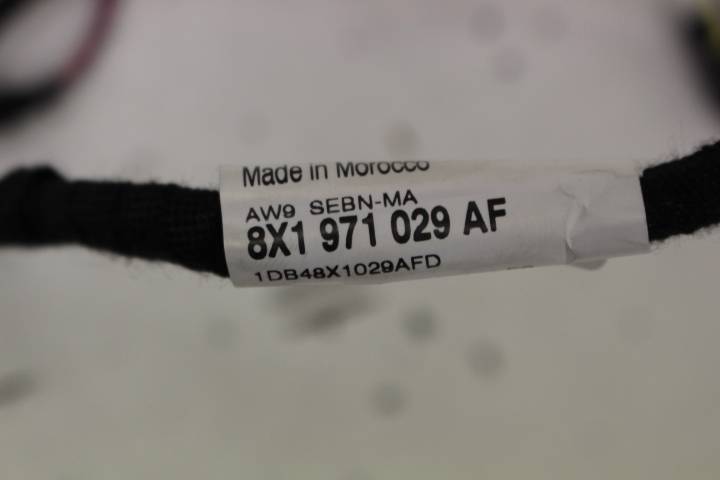 Made in Morocco
AW9 SEBN-MA
8X1 971 029 AF
1DB48X1029AFD